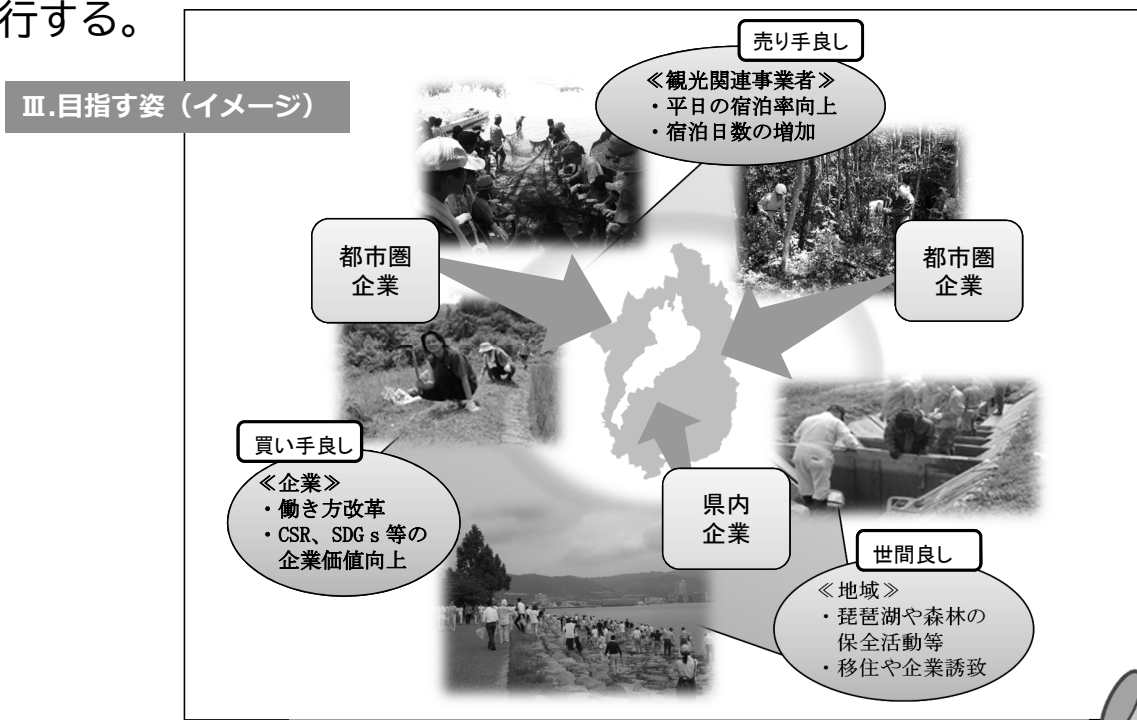 行する。
Ⅲ.目指す姿（イメージ）
売り手良し
≪観光関連事業者≫
・平日の宿泊率向上
・宿泊日数の増加
都市圏
企業
都市圏
企業
買い手良し
≪企業≫
・働き方改革
・CSR、SDGｓ等の
企業価値向上
県内
企業
世間良し
≪地域≫
・琵琶湖や森林の
保全活動等
・移住や企業誘致